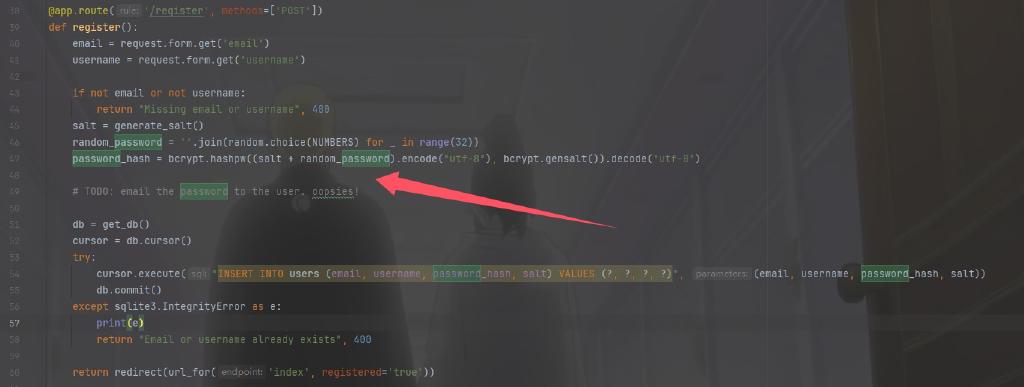 38 @app.route( rule: '/register', methods=['POST'])
39 def register():
40 email = request.form.get('email')
41 username = request.form.get('username')
42
43 if not email or not username:
44 return "Missing email or username", 400
45 salt = generate_salt()
46 random_password = ''.join(random.choice(NUMBERS) for _ in range(32))
47 password_hash = bcrypt.hashpw((salt + random_password).encode("utf-8"), bcrypt.gensalt()).decode('utf-8')
48
49 # TODO: email the password to the user. oopsies!
50
51 db = get_db()
52 cursor = db.cursor()
53 try:
54 cursor.execute( sql: "INSERT INTO users (email, username, password_hash, salt) VALUES (?, ?, ?, ?)", parameters: (email, username, password_hash, salt))
55 db.commit()
56 except sqlite3.IntegrityError as e:
57 print(e)
58 return "Email or username already exists", 400
59
60 return redirect(url_for( endpoint: 'index', registered='true'))